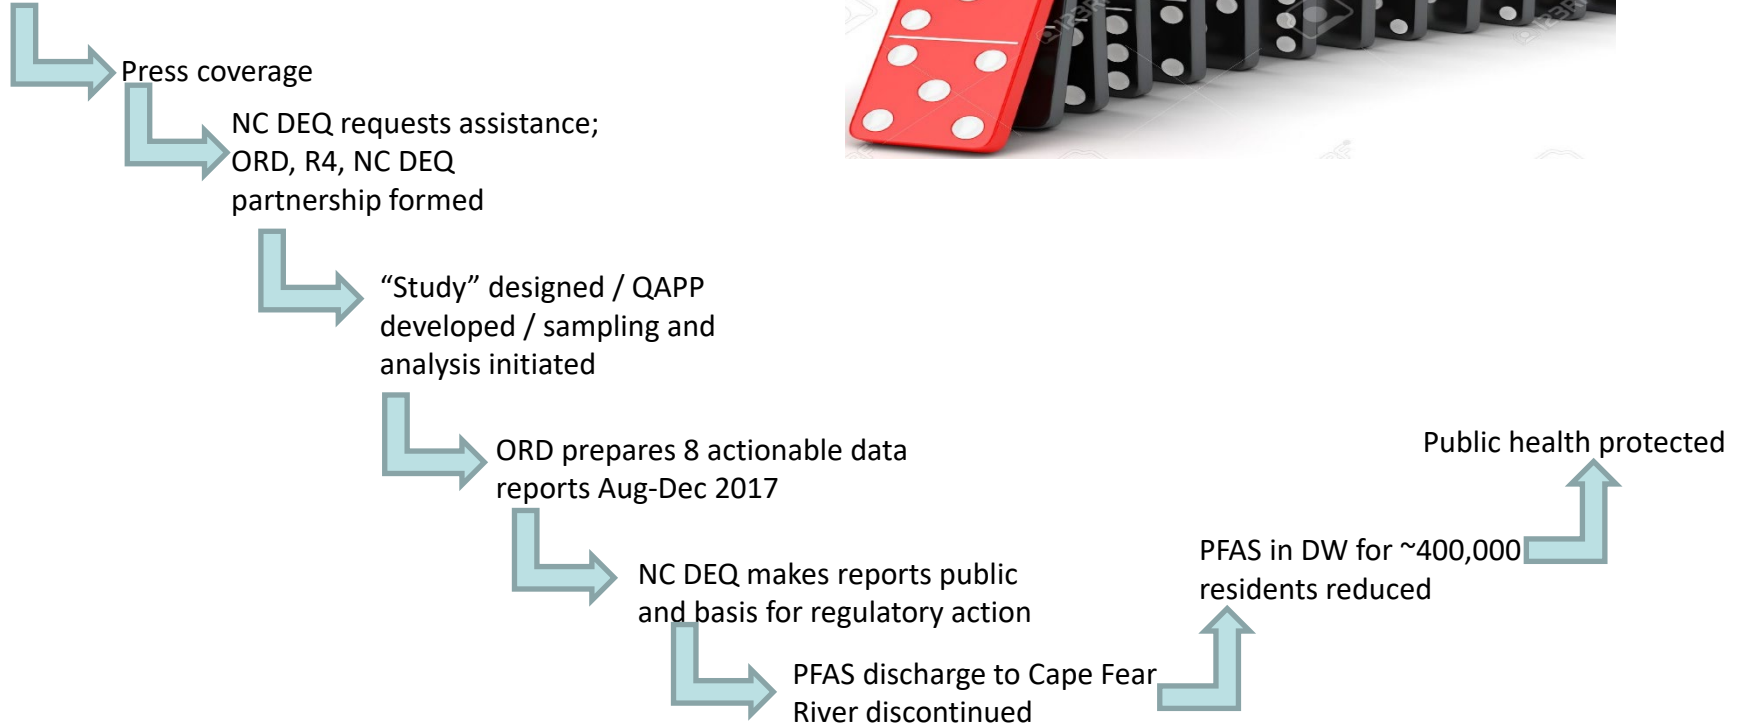 Press coverage
NC DEQ requests assistance;
ORD, R4, NC DEQ
partnership formed
“Study” designed / QAPP
developed / sampling and
analysis initiated
ORD prepares 8 actionable data
reports Aug-Dec 2017
NC DEQ makes reports public
and basis for regulatory action
PFAS discharge to Cape Fear
River discontinued
PFAS in DW for ~400,000
residents reduced
Public health protected